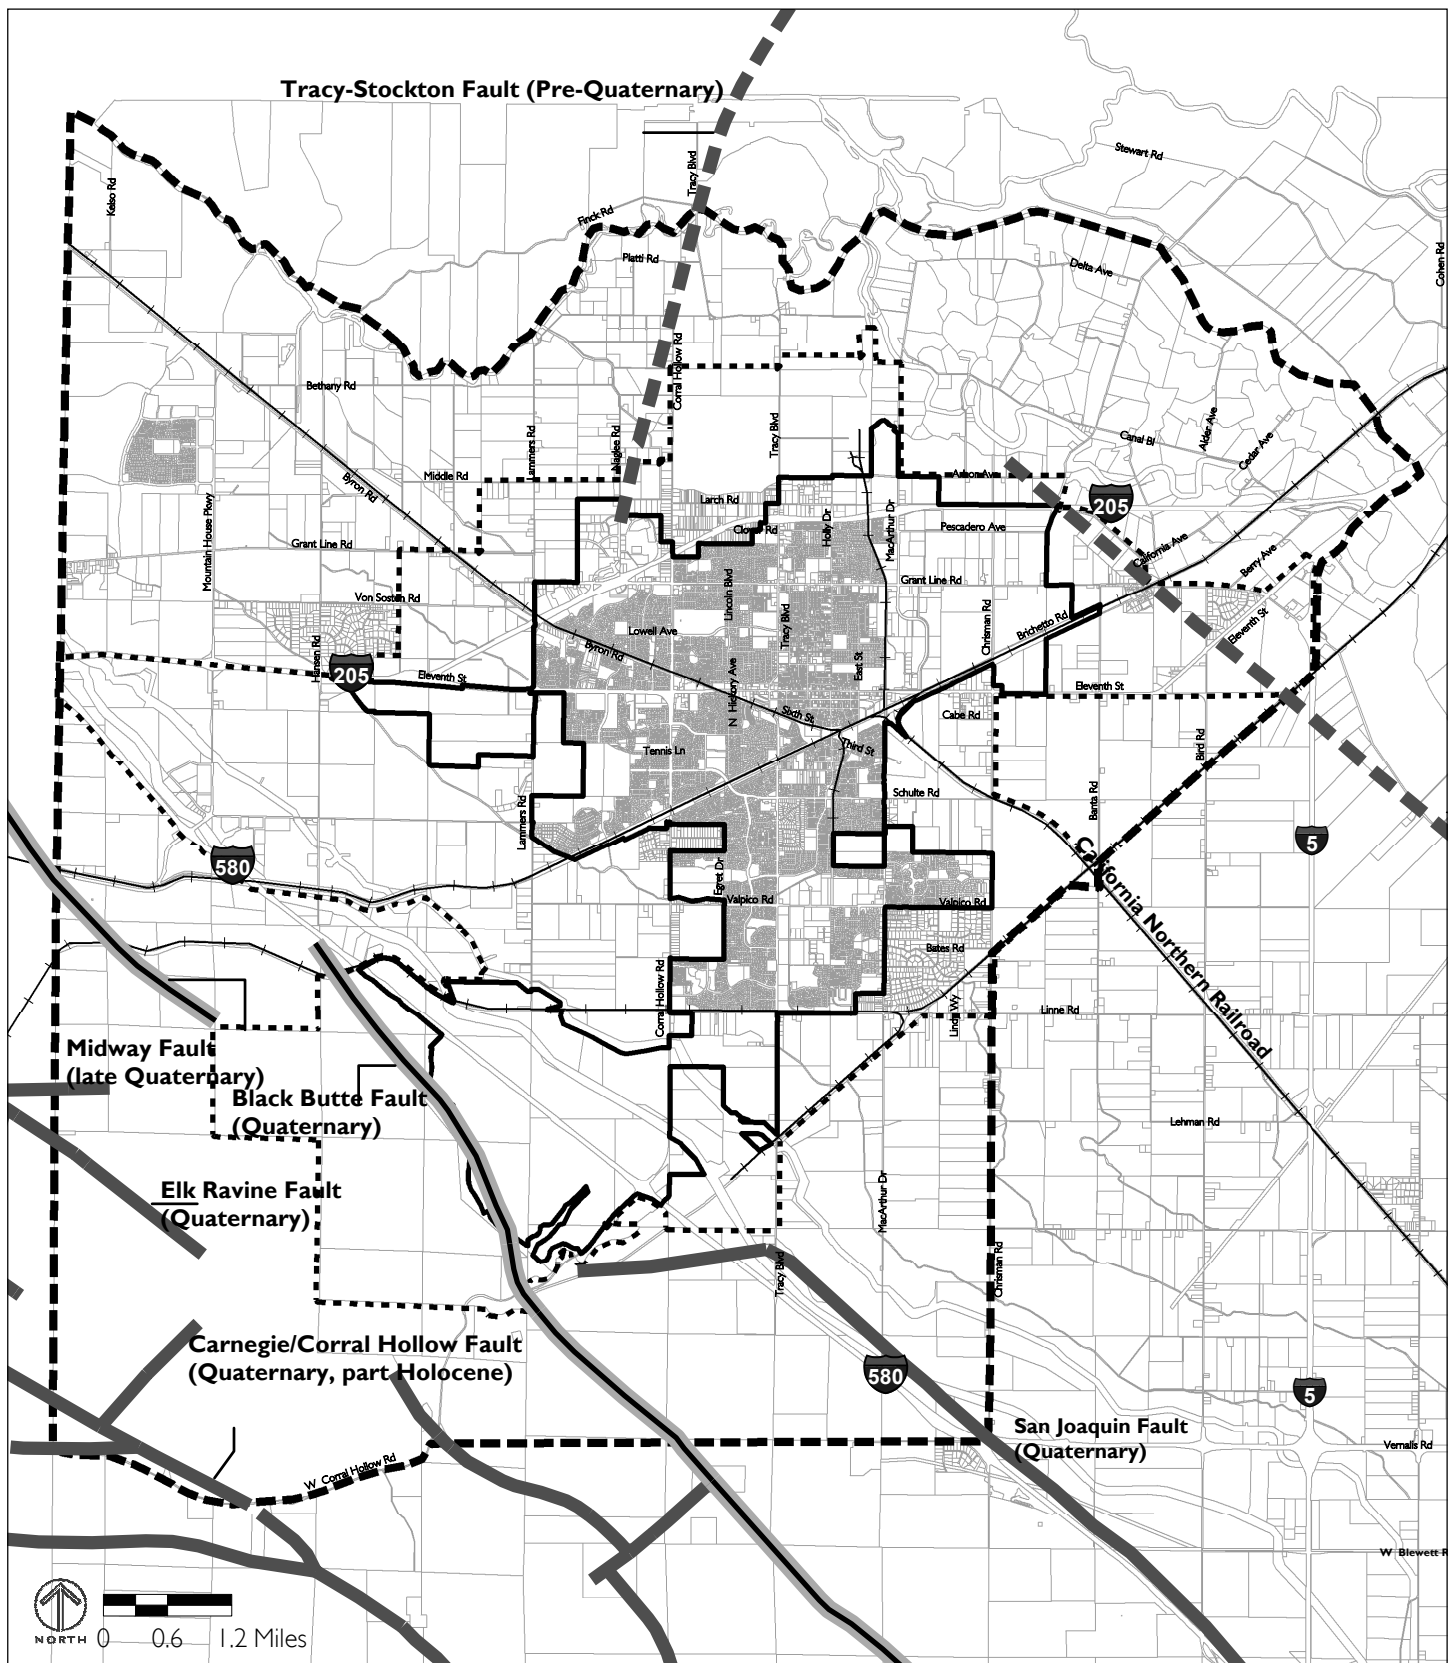 Tracy-Stockton Fault (Pre-Quaternary)
Stewart Rd
Tracy Blvd
Kelso Rd
Finck Rd
Platti Rd
Delta Ave
Cohen Rd
Corral Hollow Rd
Bethany Rd
Tracy Blvd
Alder Ave
Canal Bl
Cedar Ave
Lammers Rd
Naglee Rd
Middle Rd
Byron Rd
Arbor Ave
Larch Rd
205
Mountain House Pkwy
Clover Rd
Holly Dr
MacArthur Dr
Pescadero Ave
Grant Line Rd
California Ave
Berry Ave
Grant Line Rd
Lincoln Blvd
Von Sosten Rd
Tracy Blvd
Chrisman Rd
Brichetto Rd
Eleventh St
Lowell Ave
Byron Rd
Hansen Rd
205
Eleventh St
East St
N Hickory Ave
Eleventh St
Sixth St
Cabe Rd
Third St
Tennis Ln
Bird Rd
Schulte Rd
Banta Rd
Lammers Rd
5
580
Egret Dr
California Northern Railroad
Valpico Rd
Valpico Rd
Bates Rd
Corral Hollow Rd
Lindy Wy
Linne Rd
Midway Fault
(late Quaternary)
Black Butte Fault
(Quaternary)
Lehman Rd
Elk Ravine Fault
(Quaternary)
MacArthur Dr
Tracy Blvd
Chrisman Rd
Carnegie/Corral Hollow Fault
(Quaternary, part Holocene)
580
5
San Joaquin Fault
(Quaternary)
Vernalis Rd
W Corral Hollow Rd
W Blewett R
NORTH
0 0.6 1.2 Miles